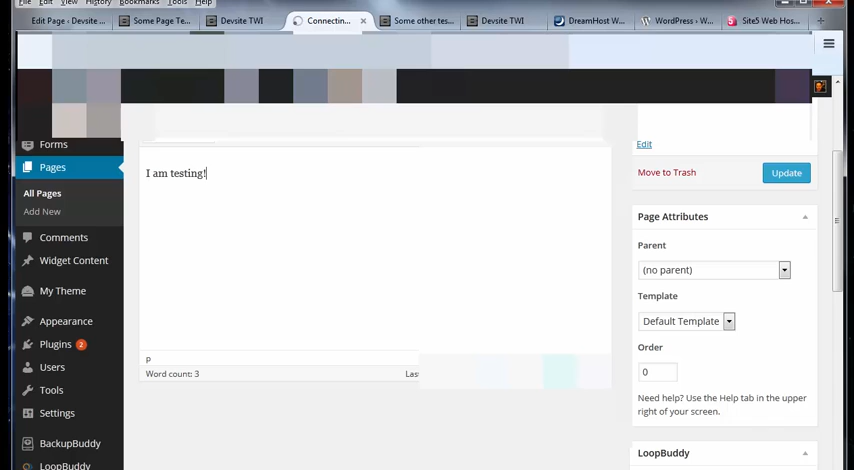 File Edit View History Bookmarks Tools Help
Edit Page ‹ Devsite ... Some Page Te... Devsite TWI Connectin... × Some other tes... Devsite TWI DreamHost W... WordPress › W... Site5 Web Hos... +
Forms
Pages
All Pages
Add New
Comments
Widget Content
My Theme
Appearance
Plugins 2
Users
Tools
Settings
BackupBuddy
LoopBuddy
I am testing!
p
Word count: 3
Edit
Move to Trash Update
Page Attributes
Parent
(no parent)
Template
Default Template
Order
0
Need help? Use the Help tab in the upper
right of your screen.
LoopBuddy